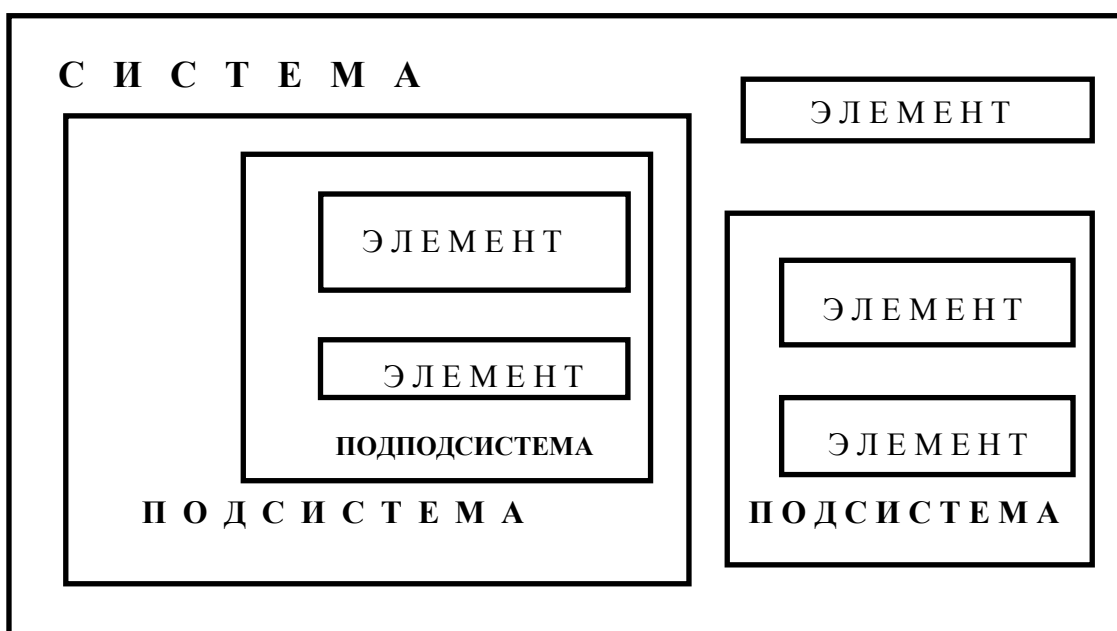 С И С Т Е М А
Э Л Е М Е Н Т
Э Л Е М Е Н Т
Э Л Е М Е Н Т
ПОДПОДСИСТЕМА
П О Д С И С Т Е М А
Э Л Е М Е Н Т
Э Л Е М Е Н Т
П О Д С И С Т Е М А